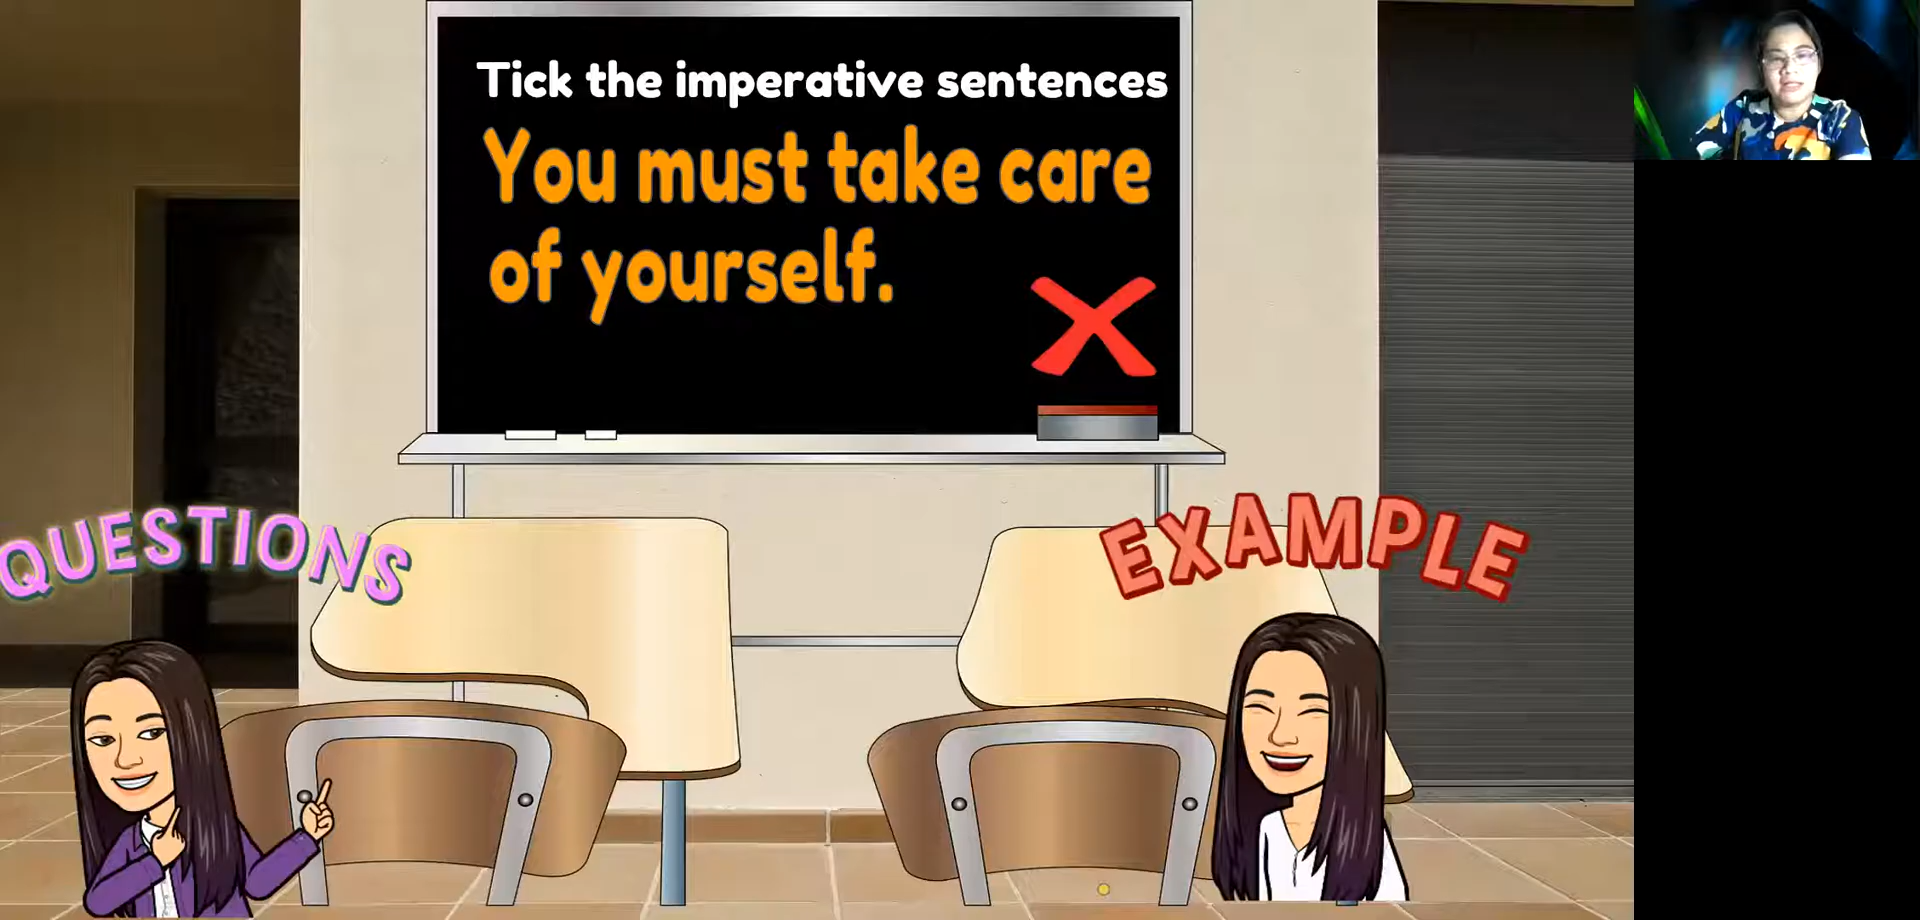 Tick the imperative sentences
You must take care
of yourself.
QUESTIONS
EXAMPLE